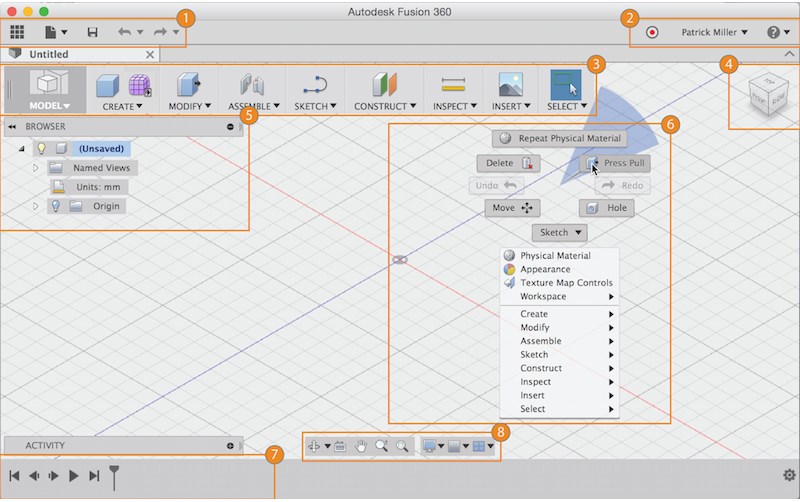 Autodesk Fusion 360
1
2
Patrick Miller
?
Untitled
3
4
MODEL
CREATE
MODIFY
ASSEMBLE
SKETCH
CONSTRUCT
INSPECT
INSERT
SELECT
5
6
BROWSER
(Unsaved)
Named Views
Units: mm
Origin
Repeat Physical Material
Delete
Press Pull
Undo
Redo
Move
Hole
Sketch
Physical Material
Appearance
Texture Map Controls
Workspace
Create
Modify
Assemble
Sketch
Construct
Inspect
Insert
Select
ACTIVITY
7
8